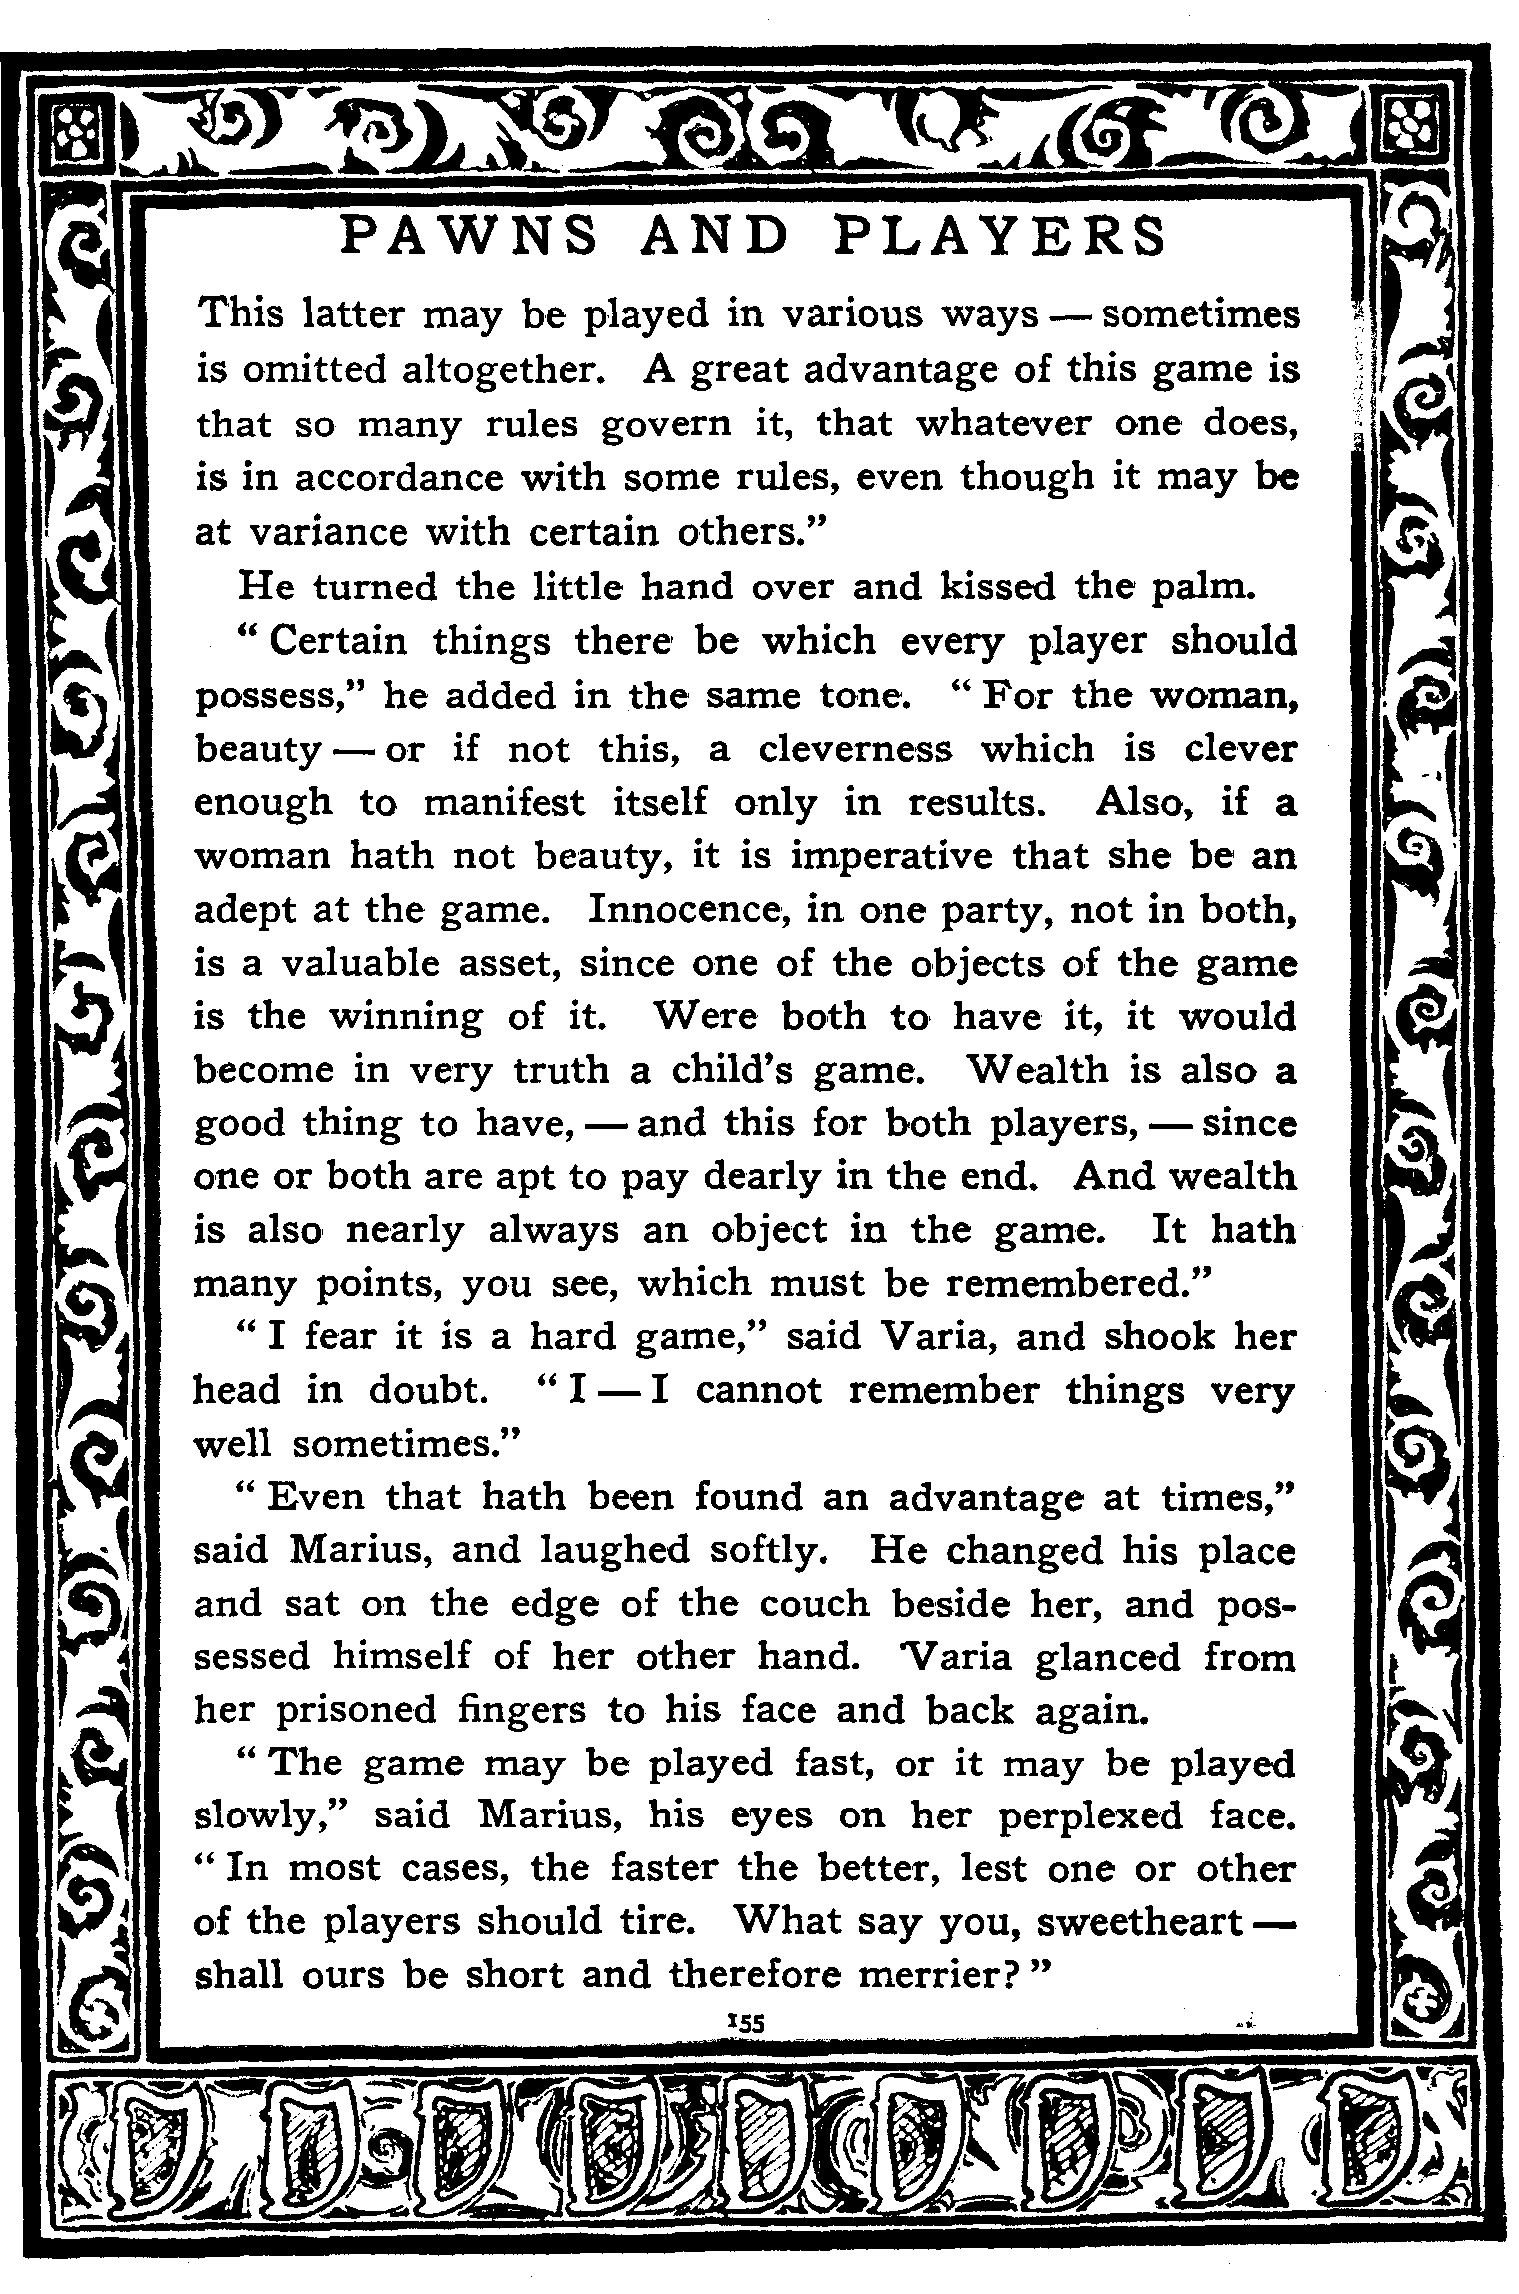 PAWNS AND PLAYERS
This latter may be played in various ways — sometimes
is omitted altogether. A great advantage of this game is
that so many rules govern it, that whatever one does,
is in accordance with some rules, even though it may be
at variance with certain others.”
He turned the little hand over and kissed the palm.
“ Certain things there be which every player should
possess,” he added in the same tone. “ For the woman,
beauty — or if not this, a cleverness which is clever
enough to manifest itself only in results. Also, if a
woman hath not beauty, it is imperative that she be an
adept at the game. Innocence, in one party, not in both,
is a valuable asset, since one of the objects of the game
is the winning of it. Were both to have it, it would
become in very truth a child’s game. Wealth is also a
good thing to have, — and this for both players, — since
one or both are apt to pay dearly in the end. And wealth
is also nearly always an object in the game. It hath
many points, you see, which must be remembered.”
“ I fear it is a hard game,” said Varia, and shook her
head in doubt. “ I — I cannot remember things very
well sometimes.”
“ Even that hath been found an advantage at times,”
said Marius, and laughed softly. He changed his place
and sat on the edge of the couch beside her, and pos-
sessed himself of her other hand. Varia glanced from
her prisoned fingers to his face and back again.
“ The game may be played fast, or it may be played
slowly,” said Marius, his eyes on her perplexed face.
“ In most cases, the faster the better, lest one or other
of the players should tire. What say you, sweetheart —
shall ours be short and therefore merrier? ”
155